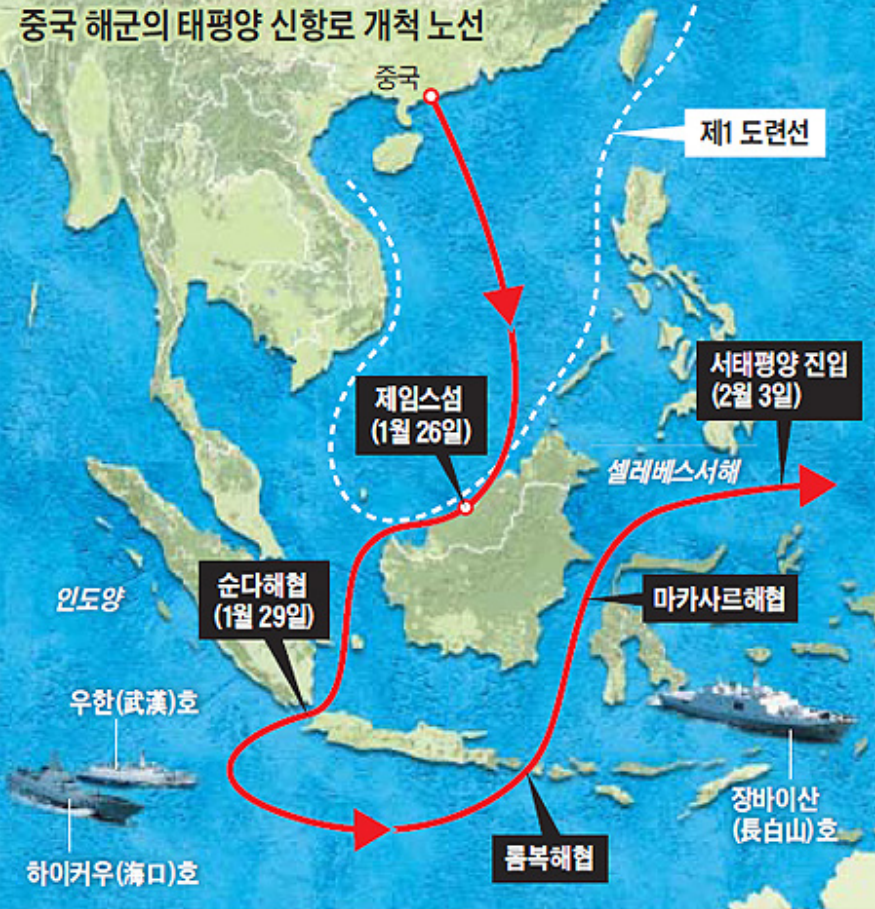 중국 해군의 태평양 신항로 개척 노선
중국
제1 도련선
서태평양 진입
(2월 3일)
제임스섬
(1월 26일)
셀레베스서해
순다해협
(1월 29일)
마카사르해협
인도양
우한(武漢)호
장바이산
(長白山)호
롬복해협
하이커우(海口)호